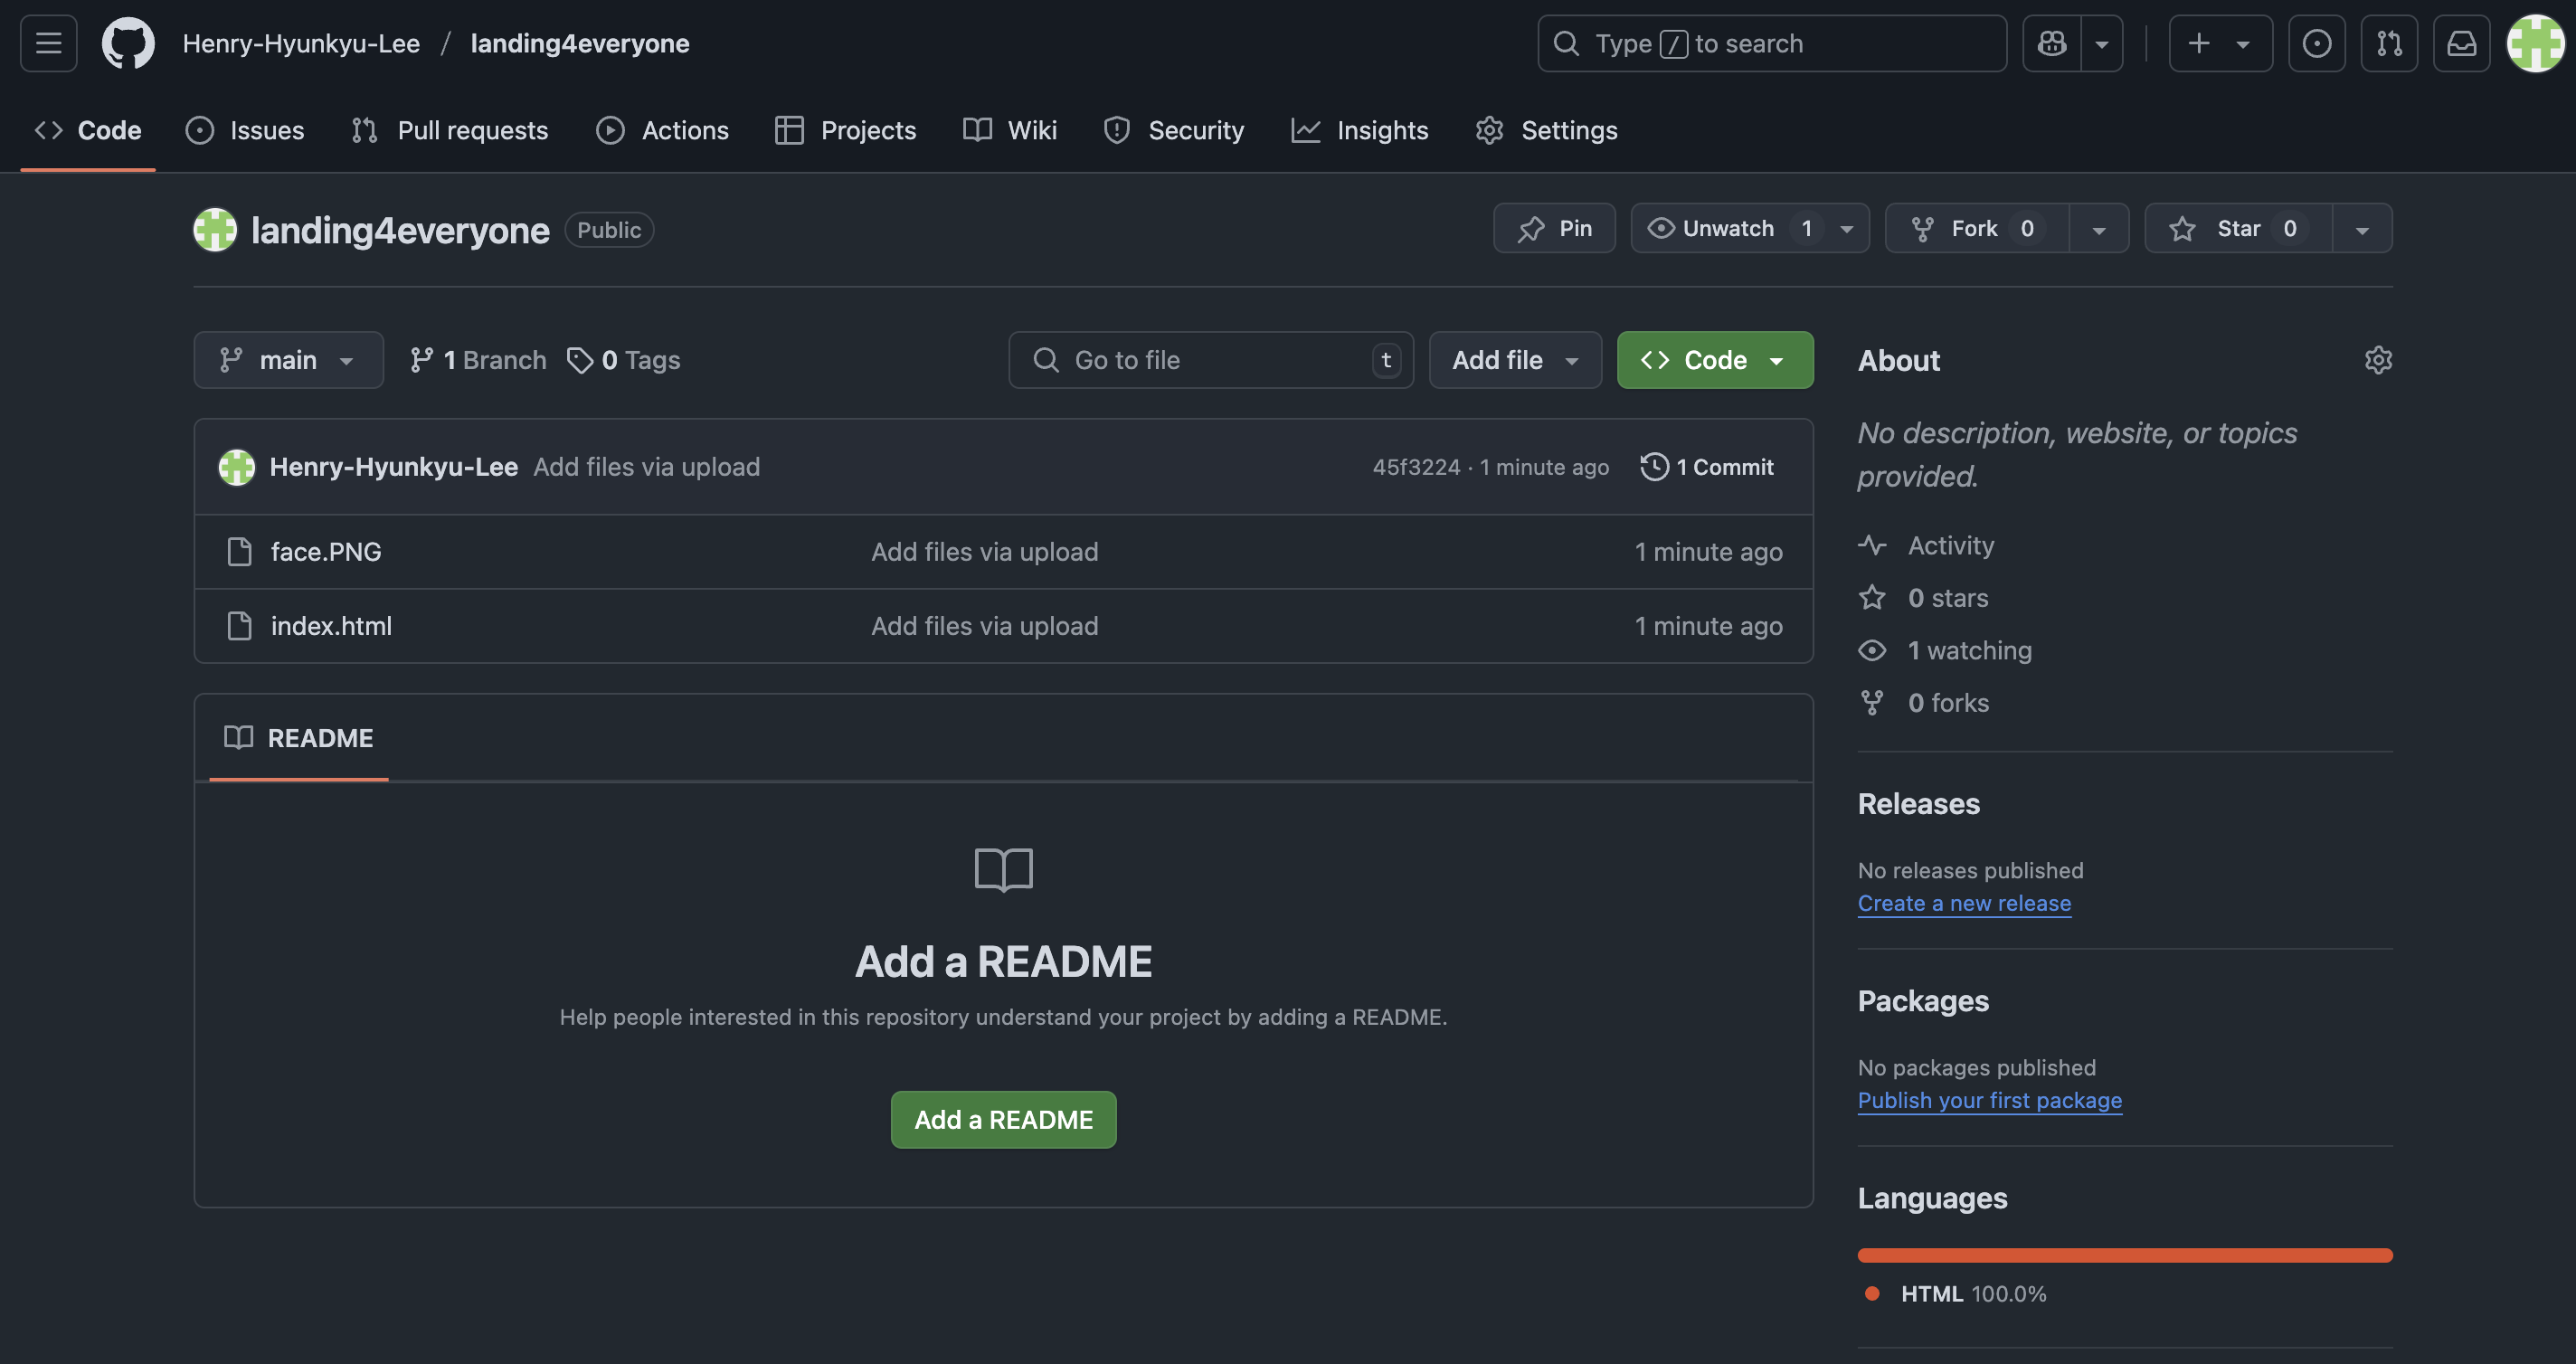 Henry-Hyunkyu-Lee / landing4everyone
Type / to search
Code
Issues
Pull requests
Actions
Projects
Wiki
Security
Insights
Settings
landing4everyone Public
Pin
Unwatch 1
Fork 0
Star 0
main
1 Branch
0 Tags
Go to file t
Add file
Code
Henry-Hyunkyu-Lee Add files via upload 45f3224 · 1 minute ago 1 Commit
face.PNG Add files via upload 1 minute ago
index.html Add files via upload 1 minute ago
README
Add a README
Help people interested in this repository understand your project by adding a README.
Add a README
About
No description, website, or topics
provided.
Activity
0 stars
1 watching
0 forks
Releases
No releases published
Create a new release
Packages
No packages published
Publish your first package
Languages
HTML 100.0%